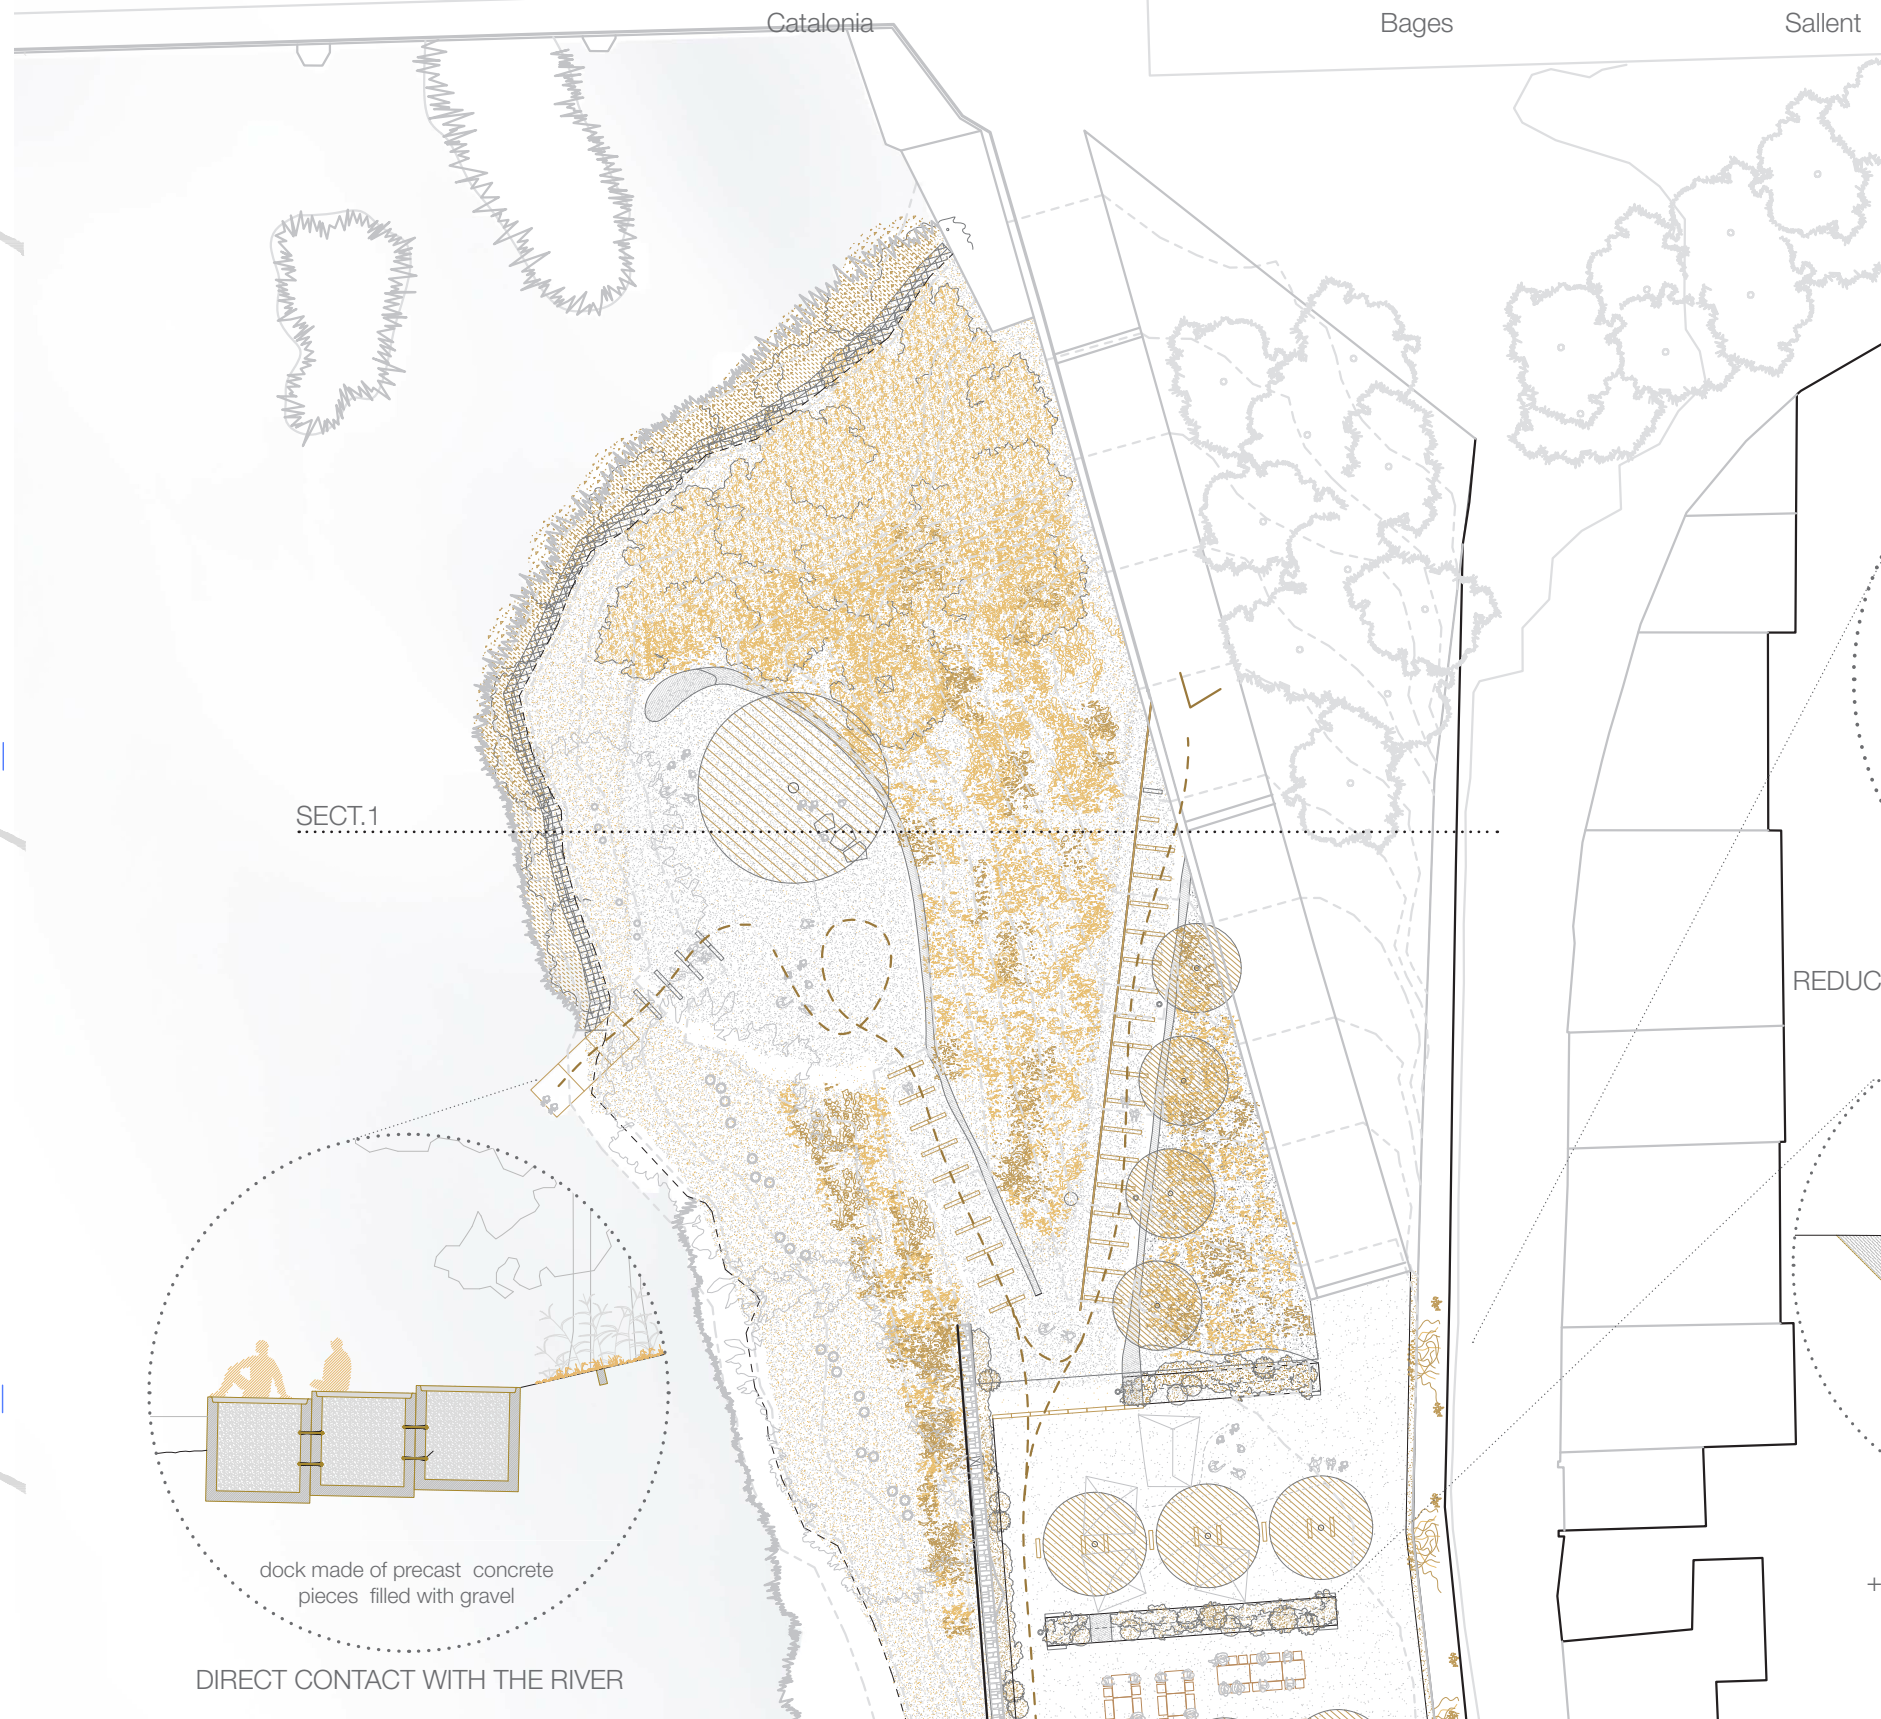 Catalonia
Bages
Sallent
SECT.1
REDUC
dock made of precast concrete
pieces filled with gravel
DIRECT CONTACT WITH THE RIVER
+